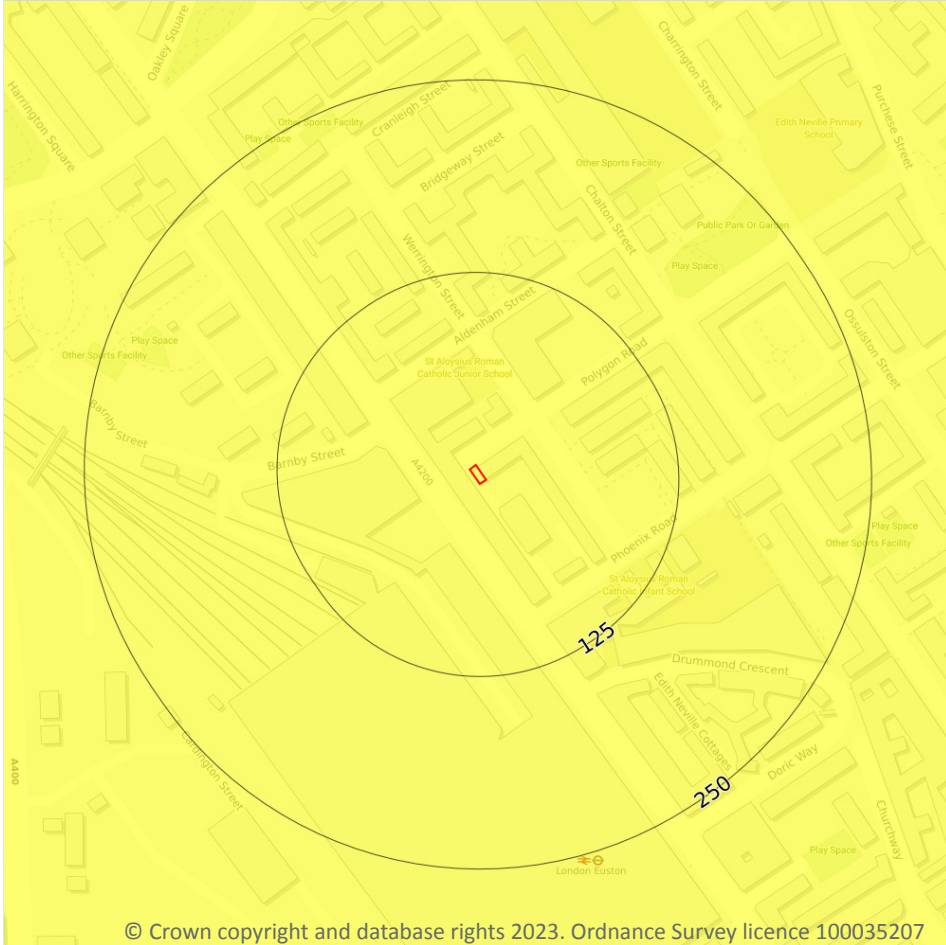 Oakley Square
Charrington Street
Harrington Square
Cranleigh Street
Other Sports Facility
Play Space
Purchese Street
Edith Neville Primary
School
Bridgeway Street
Other Sports Facility
Chalton Street
Public Park Or Garden
Play Space
Werrington Street
Aldenham Street
Ossulston Street
Play Space
Other Sports Facility
St Aloysius Roman
Catholic Junior School
Polygon Road
Barnby Street
Barnby Street
A4200
Phoenix Road
Play Space
Other Sports Facility
St Aloysius Roman
Catholic Infant School
125
Drummond Crescent
Edith Neville Cottages
Cardington Street
A400
Doric Way
250
Churchway
Play Space
London Euston
© Crown copyright and database rights 2023. Ordnance Survey licence 100035207